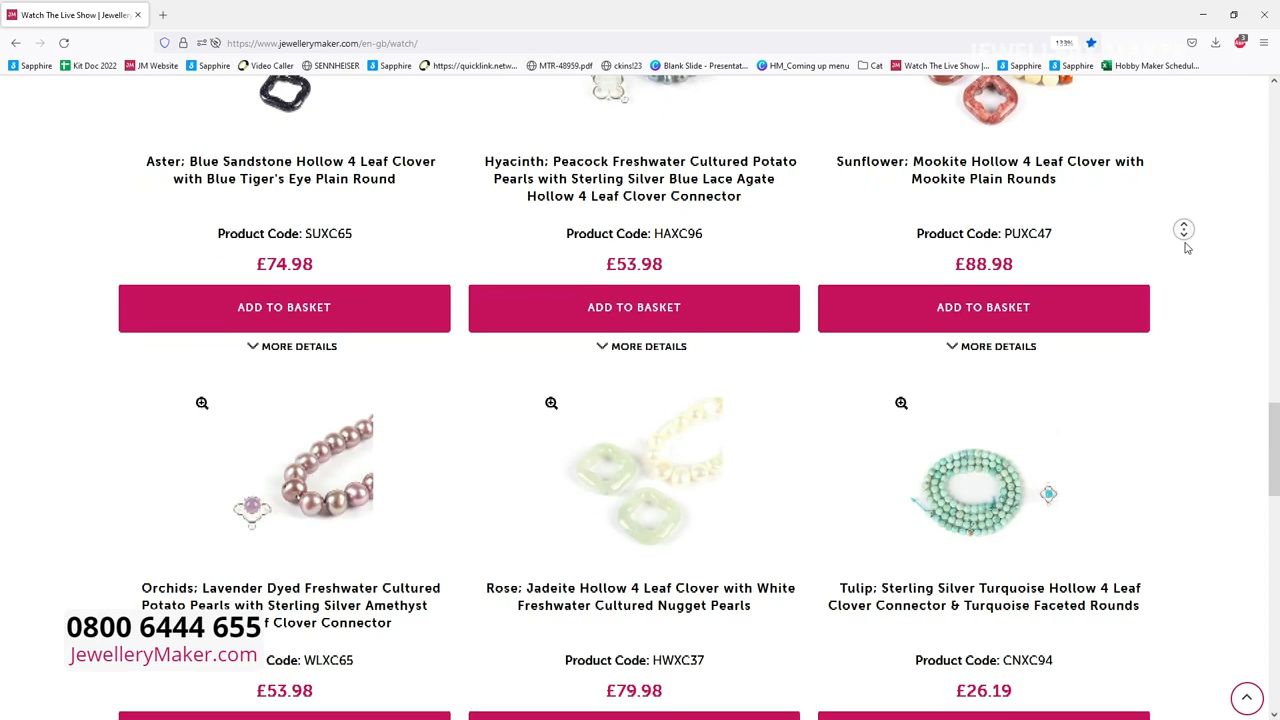 Watch The Live Show | Jeweller
https://www.jewellerymaker.com/en-gb/watch/
133%
Sapphire
Kit Doc 2022
JM Website
Sapphire
Video Caller
SENNHEISER
Sapphire
https://quicklink.netw...
MTR-48959.pdf
ckins!23
Blank Slide - Presentat...
HM_Coming up menu
Cat
Watch The Live Show J...
Sapphire
Sapphire
Hobby Maker Schedul...
Aster; Blue Sandstone Hollow 4 Leaf Clover
with Blue Tiger's Eye Plain Round
Product Code: SUXC65
£74.98
ADD TO BASKET
MORE DETAILS
Hyacinth; Peacock Freshwater Cultured Potato
Pearls with Sterling Silver Blue Lace Agate
Hollow 4 Leaf Clover Connector
Product Code: HAXC96
£53.98
ADD TO BASKET
MORE DETAILS
Sunflower; Mookite Hollow 4 Leaf Clover with
Mookite Plain Rounds
Product Code: PUXC47
£88.98
ADD TO BASKET
MORE DETAILS
Orchids; Lavender Dyed Freshwater Cultured
Potato Pearls with Sterling Silver Amethyst
f Clover Connector
Code: WLXC65
£53.98
Rose; Jadeite Hollow 4 Leaf Clover with White
Freshwater Cultured Nugget Pearls
Product Code: HWXC37
£79.98
Tulip; Sterling Silver Turquoise Hollow 4 Leaf
Clover Connector & Turquoise Faceted Rounds
Product Code: CNXC94
£26.19
0800 6444 655
JewelleryMaker.com